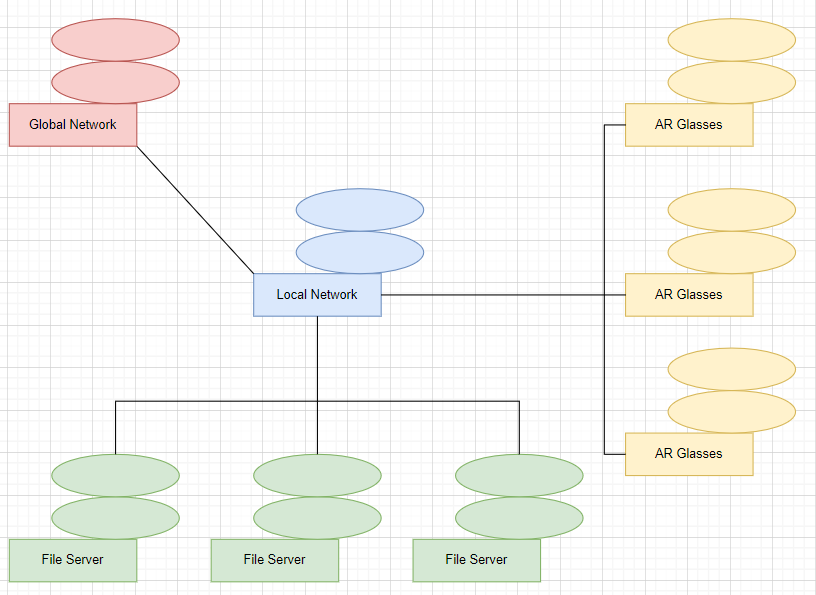 Global Network
AR Glasses
Local Network
AR Glasses
AR Glasses
File Server
File Server
File Server